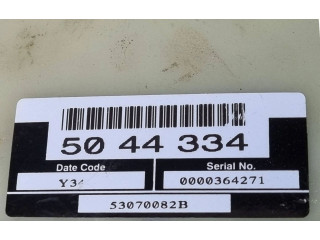 50 44 334
Date Code Serial No.
0000364271
53070082B